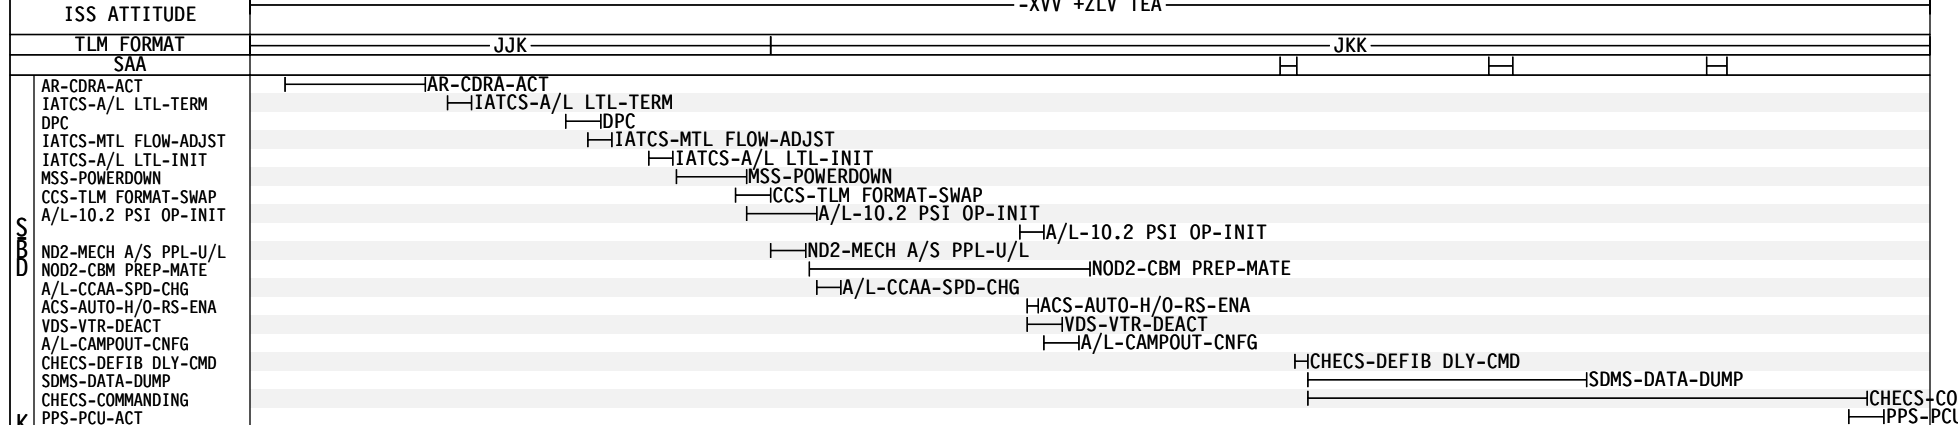 ISS ATTITUDE -XVV +ZLV TEA
TLM FORMAT JJK JKK
SAA
AR-CDRA-ACT AR-CDRA-ACT
IATCS-A/L LTL-TERM IATCS-A/L LTL-TERM
DPC DPC
IATCS-MTL FLOW-ADJST IATCS-MTL FLOW-ADJST
IATCS-A/L LTL-INIT IATCS-A/L LTL-INIT
MSS-POWERDOWN MSS-POWERDOWN
CCS-TLM FORMAT-SWAP CCS-TLM FORMAT-SWAP
A/L-10.2 PSI OP-INIT A/L-10.2 PSI OP-INIT
S A/L-10.2 PSI OP-INIT
B ND2-MECH A/S PPL-U/L ND2-MECH A/S PPL-U/L
D NOD2-CBM PREP-MATE NOD2-CBM PREP-MATE
A/L-CCAA-SPD-CHG A/L-CCAA-SPD-CHG
ACS-AUTO-H/O-RS-ENA ACS-AUTO-H/O-RS-ENA
VDS-VTR-DEACT VDS-VTR-DEACT
A/L-CAMPOUT-CNFG A/L-CAMPOUT-CNFG
CHECS-DEFIB DLY-CMD CHECS-DEFIB DLY-CMD
SDMS-DATA-DUMP SDMS-DATA-DUMP
CHECS-COMMANDING CHECS-CO
K PPS-PCU-ACT PPS-PCU